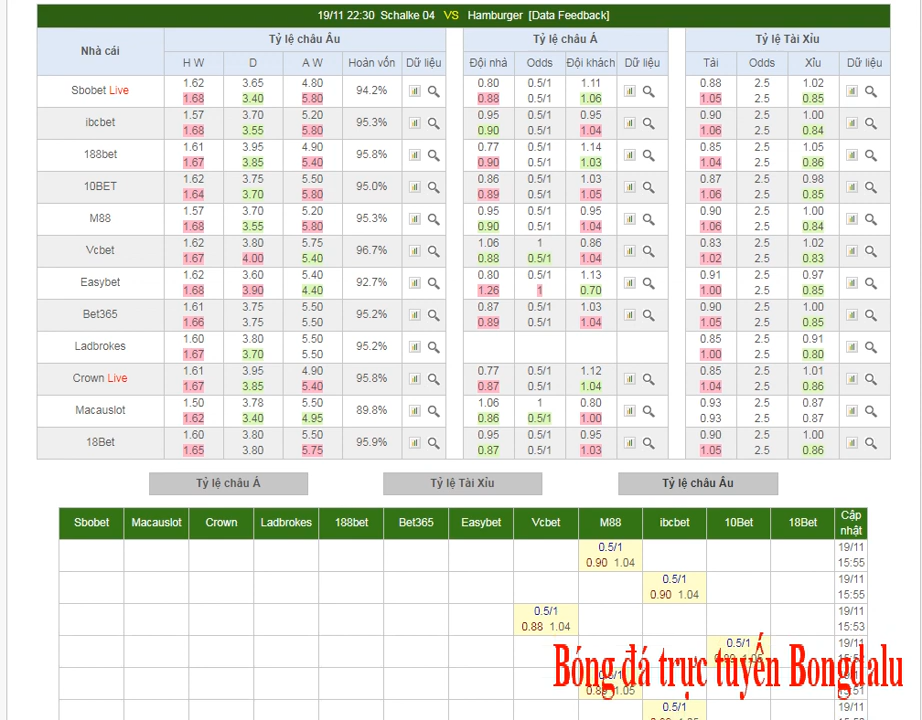 19/11 22:30 Schalke 04 VS Hamburger [Data Feedback]
Nhà cái Tỷ lệ châu Âu Tỷ lệ châu Á Tỷ lệ Tài Xỉu
H W D A W Hoàn vốn Dữ liệu Đội nhà Odds Đội khách Dữ liệu Tài Odds Xỉu Dữ liệu
1.62 3.65 4.80 0.80 0.5/1 1.11 0.88 2.5 1.02
Sbobet Live 94.2%
1.68 3.40 5.80 0.88 0.5/1 1.06 1.05 2.5 0.85
1.57 3.70 5.20 0.95 0.5/1 0.95 0.90 2.5 1.00
ibcbet 95.3%
1.68 3.55 5.80 0.90 0.5/1 1.04 1.06 2.5 0.84
1.61 3.95 4.90 0.77 0.5/1 1.14 0.85 2.5 1.05
188bet 95.8%
1.67 3.85 5.40 0.90 0.5/1 1.03 1.04 2.5 0.86
1.62 3.75 5.50 0.86 0.5/1 1.03 0.87 2.5 0.98
10BET 95.0%
1.64 3.70 5.80 0.89 0.5/1 1.05 1.06 2.5 0.85
1.57 3.70 5.20 0.95 0.5/1 0.95 0.90 2.5 1.00
M88 95.3%
1.68 3.55 5.80 0.90 0.5/1 1.04 1.06 2.5 0.84
1.62 3.80 5.75 1.06 1 0.86 0.83 2.5 1.02
Vcbet 96.7%
1.67 4.00 5.40 0.88 0.5/1 1.04 1.02 2.5 0.83
1.62 3.60 5.40 0.80 0.5/1 1.13 0.91 2.5 0.97
Easybet 92.7%
1.68 3.90 4.40 1.26 1 0.70 1.00 2.5 0.85
1.61 3.75 5.50 0.87 0.5/1 1.03 0.90 2.5 1.00
Bet365 95.2%
1.66 3.75 5.50 0.89 0.5/1 1.04 1.05 2.5 0.85
1.60 3.80 5.50 0.85 2.5 0.91
Ladbrokes 95.2%
1.67 3.70 5.50 1.00 2.5 0.80
1.61 3.95 4.90 0.77 0.5/1 1.12 0.85 2.5 1.01
Crown Live 95.8%
1.67 3.85 5.40 0.87 0.5/1 1.04 1.04 2.5 0.86
1.50 3.78 5.50 1.06 1 0.80 0.93 2.5 0.87
Macauslot 89.8%
1.62 3.40 4.95 0.86 0.5/1 1.00 0.93 2.5 0.87
1.60 3.80 5.50 0.95 0.5/1 0.95 0.90 2.5 1.00
18Bet 95.9%
1.65 3.80 5.75 0.87 0.5/1 1.03 1.05 2.5 0.86
Tỷ lệ châu Á Tỷ lệ Tài Xỉu Tỷ lệ châu Âu
Sbobet Macauslot Crown Ladbrokes 188bet Bet365 Easybet Vcbet M88 ibcbet 10Bet 18Bet Cập nhật
0.5/1 19/11
0.90 1.04 15:55
0.5/1 19/11
0.90 1.04 15:55
0.5/1 19/11
0.88 1.04 15:53
0.5/1 19/11
Bóng đá trực tuyến Bongdalu
1.05
0.5/1 19/11